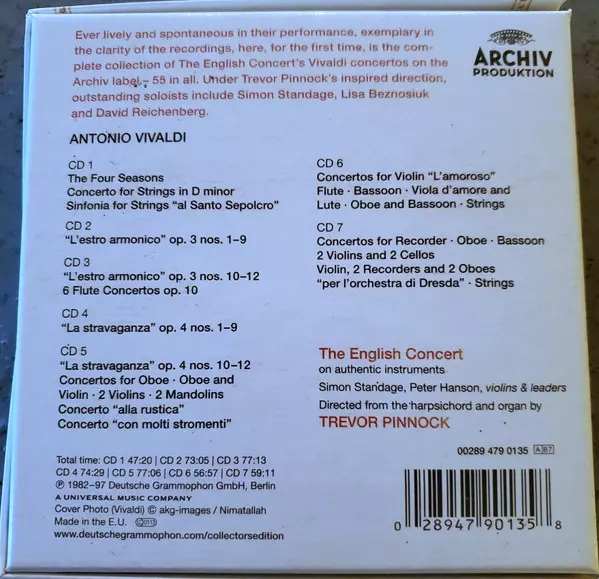 Ever lively and spontaneous in their performance, exemplary in
the clarity of the recordings, here, for the first time, is the com-
plete collection of The English Concert's Vivaldi concertos on the
Archiv label – 55 in all. Under Trevor Pinnock's inspired direction,
outstanding soloists include Simon Standage, Lisa Beznosiuk
and David Reichenberg.
ARCHIV
PRODUKTION
ANTONIO VIVALDI
CD 1
The Four Seasons
Concerto for Strings in D minor
Sinfonia for Strings “al Santo Sepolcro”
CD 2
“L'estro armonico” op. 3 nos. 1–9
CD 3
“L'estro armonico” op. 3 nos. 10–12
6 Flute Concertos op. 10
CD 4
“La stravaganza” op. 4 nos. 1–9
CD 5
“La stravaganza” op. 4 nos. 10–12
Concertos for Oboe · Oboe and
Violin · 2 Violins · 2 Mandolins
Concerto “alla rustica”
Concerto “con molti stromenti”
CD 6
Concertos for Violin “L'amoroso”
Flute · Bassoon · Viola d'amore and
Lute · Oboe and Bassoon · Strings
CD 7
Concertos for Recorder · Oboe · Bassoon
2 Violins and 2 Cellos
Violin, 2 Recorders and 2 Oboes
“per l'orchestra di Dresda” · Strings
The English Concert
on authentic instruments
Simon Standage, Peter Hanson, violins & leaders
Directed from the harpsichord and organ by
TREVOR PINNOCK
Total time: CD 1 47:20 | CD 2 73:05 | CD 3 77:13
CD 4 74:29 | CD 5 77:06 | CD 6 56:57 | CD 7 59:11
℗ 1982–97 Deutsche Grammophon GmbH, Berlin
A UNIVERSAL MUSIC COMPANY
Cover Photo (Vivaldi) © akg-images / Nimatallah
Made in the E.U.
www.deutschegrammophon.com/collectorsedition
00289 479 0135 A B7
0 28947 90135 8